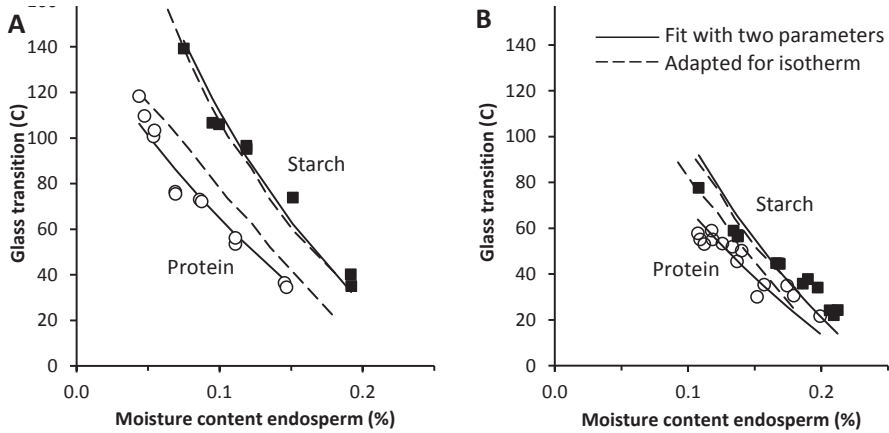 A
160
140
120
100
80
60
40
20
0
Glass transition (C)
Starch
Protein
0.0
0.1
0.2
Moisture content endosperm (%)
B
Fit with two parameters
Adapted for isotherm
140
120
100
80
60
40
20
0
Glass transition (C)
Starch
Protein
0.0
0.1
0.2
Moisture content endosperm (%)